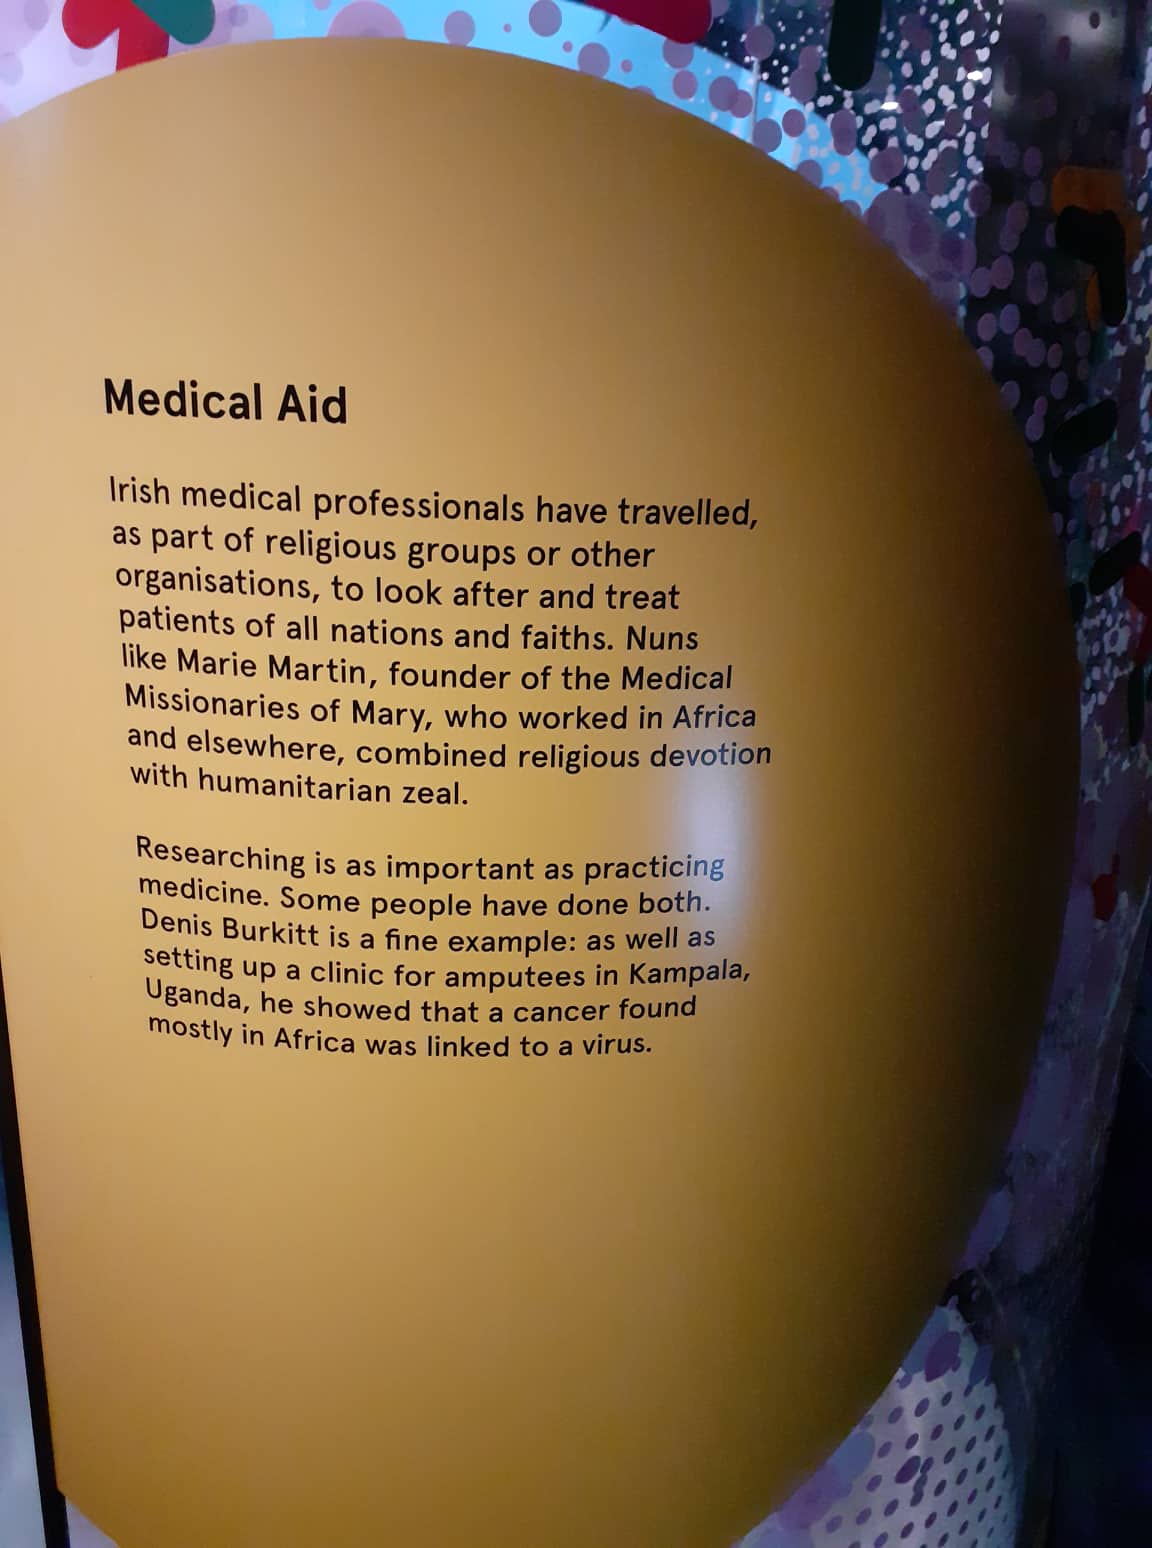 Medical Aid
Irish medical professionals have travelled,
as part of religious groups or other
organisations, to look after and treat
patients of all nations and faiths. Nuns
like Marie Martin, founder of the Medical
Missionaries of Mary, who worked in Africa
and elsewhere, combined religious devotion
with humanitarian zeal.
Researching is as important as practicing
medicine. Some people have done both.
Denis Burkitt is a fine example: as well as
setting up a clinic for amputees in Kampala,
Uganda, he showed that a cancer found
mostly in Africa was linked to a virus.